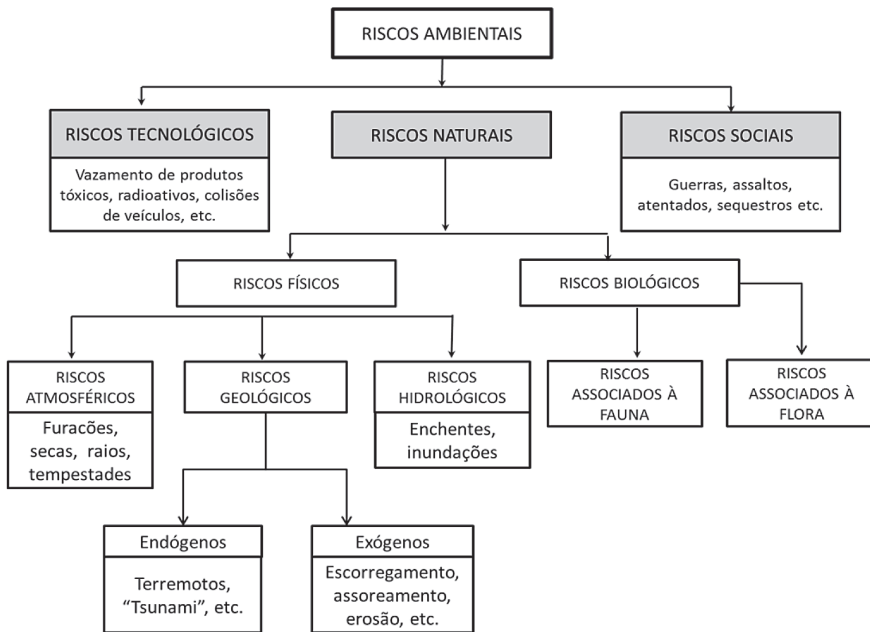 RISCOS AMBIENTAIS
RISCOS TECNOLÓGICOS
Vazamento de produtos
tóxicos, radioativos, colisões
de veículos, etc.
RISCOS NATURAIS
RISCOS SOCIAIS
Guerras, assaltos,
atentados, sequestros etc.
RISCOS FÍSICOS
RISCOS BIOLÓGICOS
RISCOS
ATMOSFÉRICOS
Furacões,
secas, raios,
tempestades
RISCOS
GEOLÓGICOS
RISCOS
HIDROLÓGICOS
Enchentes,
inundações
RISCOS
ASSOCIADOS À
FAUNA
RISCOS
ASSOCIADOS À
FLORA
Endógenos
Terremotos,
“Tsunami”, etc.
Exógenos
Escorregamento,
assoreamento,
erosão, etc.